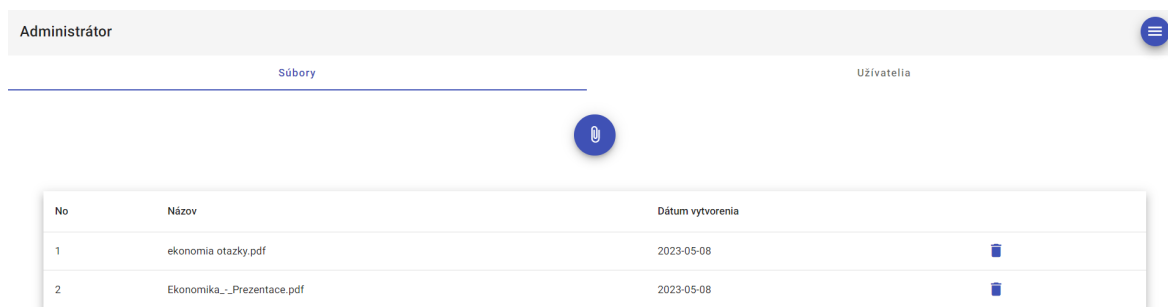 Administrátor
Súbory Užívatelia
No Názov Dátum vytvorenia
1 ekonomia otazky.pdf 2023-05-08
2 Ekonomika_-_Prezentace.pdf 2023-05-08